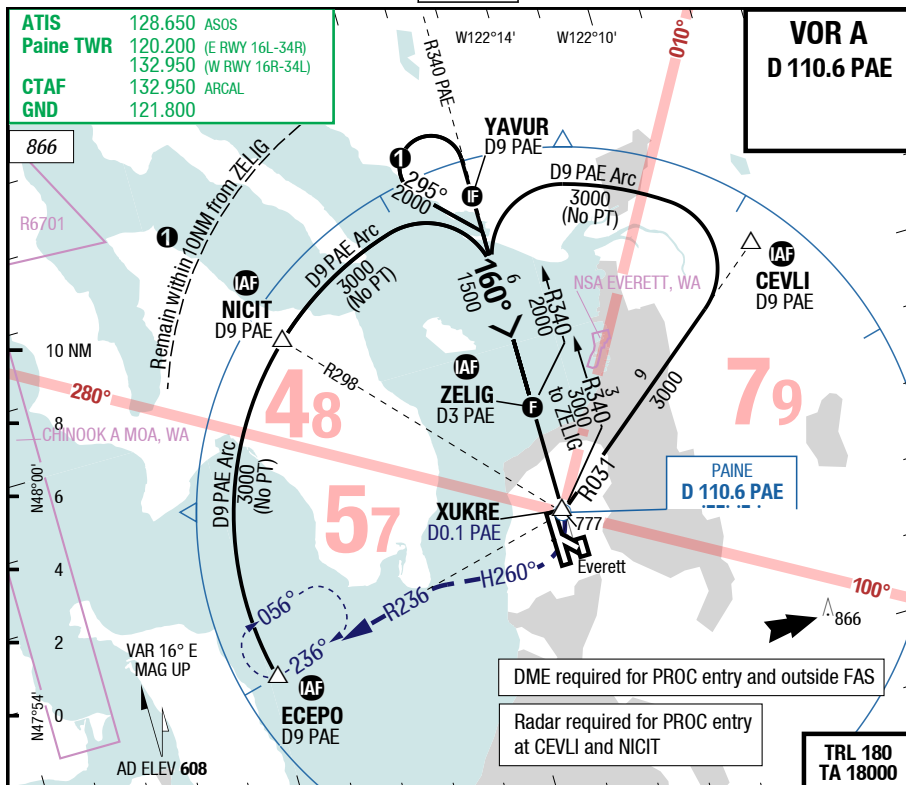 ATIS 128.650 ASOS
Paine TWR 120.200 (E RWY 16L-34R)
132.950 (W RWY 16R-34L)
CTAF 132.950 ARCAL
GND 121.800
W122°14'
W122°10'
VOR A
D 110.6 PAE
866
R340 PAE
010°
YAVUR
D9 PAE
IF
1
295°
2000
D9 PAE Arc
3000
(No PT)
D9 PAE Arc
3000
(No PT)
R6701
1
Remain within 10NM from ZELIG
IAF
CEVLI
D9 PAE
IAF
NICIT
D9 PAE
160°
6
1500
R340
2000
NSA EVERETT, WA
10 NM
R298
IAF
ZELIG
D3 PAE
F
3
R340
3000
to ZELIG
9
3000
79
280°
48
CHINOOK A MOA, WA
8
D9 PAE Arc
3000
(No PT)
N48°00'
R031
PAINE
D 110.6 PAE
6
57
XUKRE
D0.1 PAE
777
Everett
4
H260°
R236
100°
056°
866
2
236°
VAR 16° E
MAG UP
IAF
ECEPO
D9 PAE
DME required for PROC entry and outside FAS
Radar required for PROC entry
at CEVLI and NICIT
N47°54'
0
AD ELEV 608
TRL 180
TA 18000